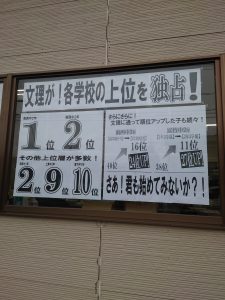 文理が！各学校の上位を独占！
1位 2位
その他上位層が多数！
2位 9位 10位
さらにさらに！
文理に通って順位アップした子も続々！
16位
11位
さあ！君も始めてみないか？！